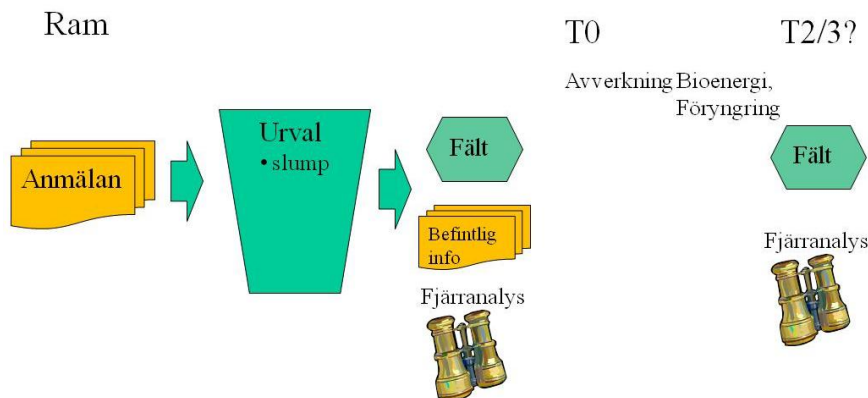 Ram
T0
T2/3?
Avverkning
Bioenergi,
Föryngring
Anmälan
Urval
• slump
Fält
Befintlig
info
Fjärranalys
Fält
Fjärranalys